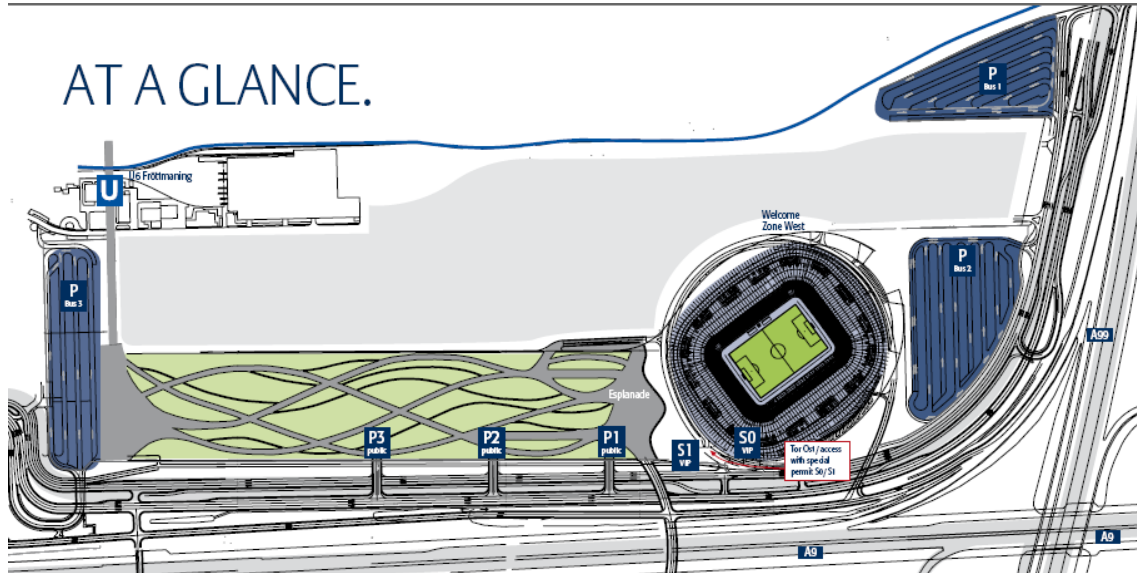 AT A GLANCE.
P
Bus 1
U
U6 Fröttmaning
Welcome
Zone West
P
Bus 2
P
Bus 3
A99
Esplanade
P3
public
P2
public
P1
public
S1
VIP
S0
VIP
Tor Ost / access
with special
permit S0/ S1
A9
A9